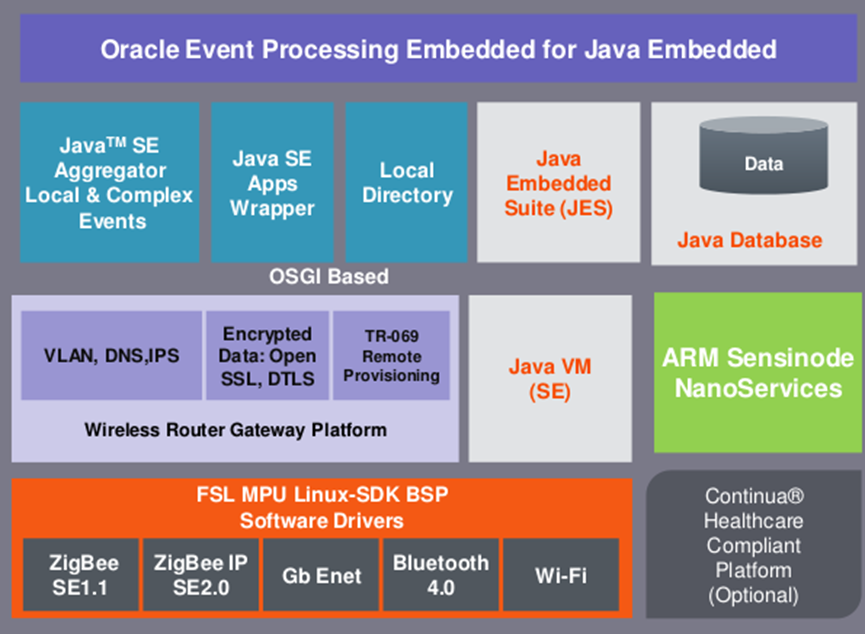 Oracle Event Processing Embedded for Java Embedded
Java™ SE
Aggregator
Local & Complex
Events
Java SE
Apps
Wrapper
Local
Directory
Java
Embedded
Suite (JES)
Data
Java Database
OSGI Based
VLAN, DNS,IPS
Encrypted
Data: Open
SSL, DTLS
TR-069
Remote
Provisioning
Wireless Router Gateway Platform
Java VM
(SE)
ARM Sensinode
NanoServices
FSL MPU Linux-SDK BSP
Software Drivers
ZigBee
SE1.1
ZigBee IP
SE2.0
Gb Enet
Bluetooth
4.0
Wi-Fi
Continua®
Healthcare
Compliant
Platform
(Optional)